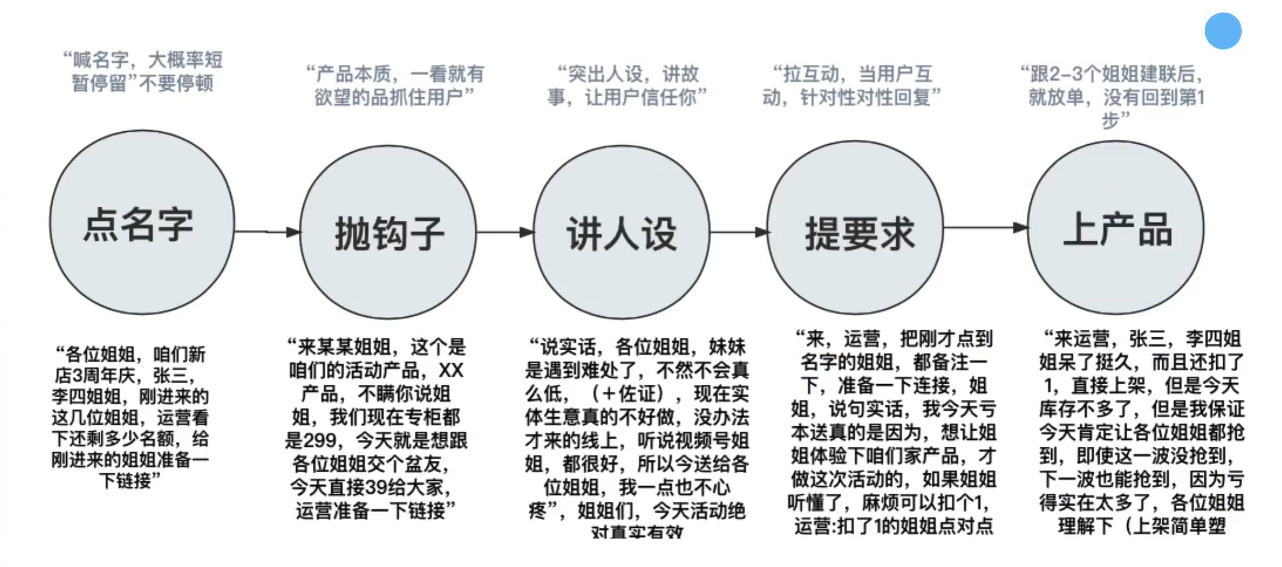 “喊名字，大概率短
暂停留”不要停顿
“产品本质，一看就有
欲望的品抓住用户”
“突出人设，讲故
事，让用户信任你”
“拉互动，当用户互
动，针对性对性回复”
“跟2-3个姐姐建联后，
就放单，没有回到第1
步”
点名字
抛钩子
讲人设
提要求
上产品
“各位姐姐，咱们新
店3周年庆，张三，
李四姐姐，刚进来的
这几位姐姐，运营看
下还剩多少名额，给
刚进来的姐姐准备一
下链接”
“来某某姐姐，这个是
咱们的活动产品，XX
产品，不瞒你说姐
姐，我们现在专柜都
是299，今天就是想跟
各位姐姐交个盆友，
今天直接39给大家，
运营准备一下链接”
“说实话，各位姐姐，妹妹
是遇到难处了，不然不会真
么低，（＋佐证），现在实
体生意真的不好做，没办法
才来的线上，听说视频号姐
姐，都很好，所以今送给各
位姐姐，我一点也不心
疼”，姐姐们，今天活动绝
对真实有效
“来，运营，把刚才点到
名字的姐姐，都备注一
下，准备一下连接，姐
姐，说句实话，我今天亏
本送真的是因为，想让姐
姐体验下咱们家产品，才
做这次活动的，如果姐姐
听懂了，麻烦可以扣个1，
运营:扣了1的姐姐点对点
“来运营，张三，李四姐
姐呆了挺久，而且还扣了
1，直接上架，但是今天
库存不多了，但是我保证
今天肯定让各位姐姐都抢
到，即使这一波没抢到，
下一波也能抢到，因为亏
得实在太多了，各位姐姐
理解下（上架简单塑